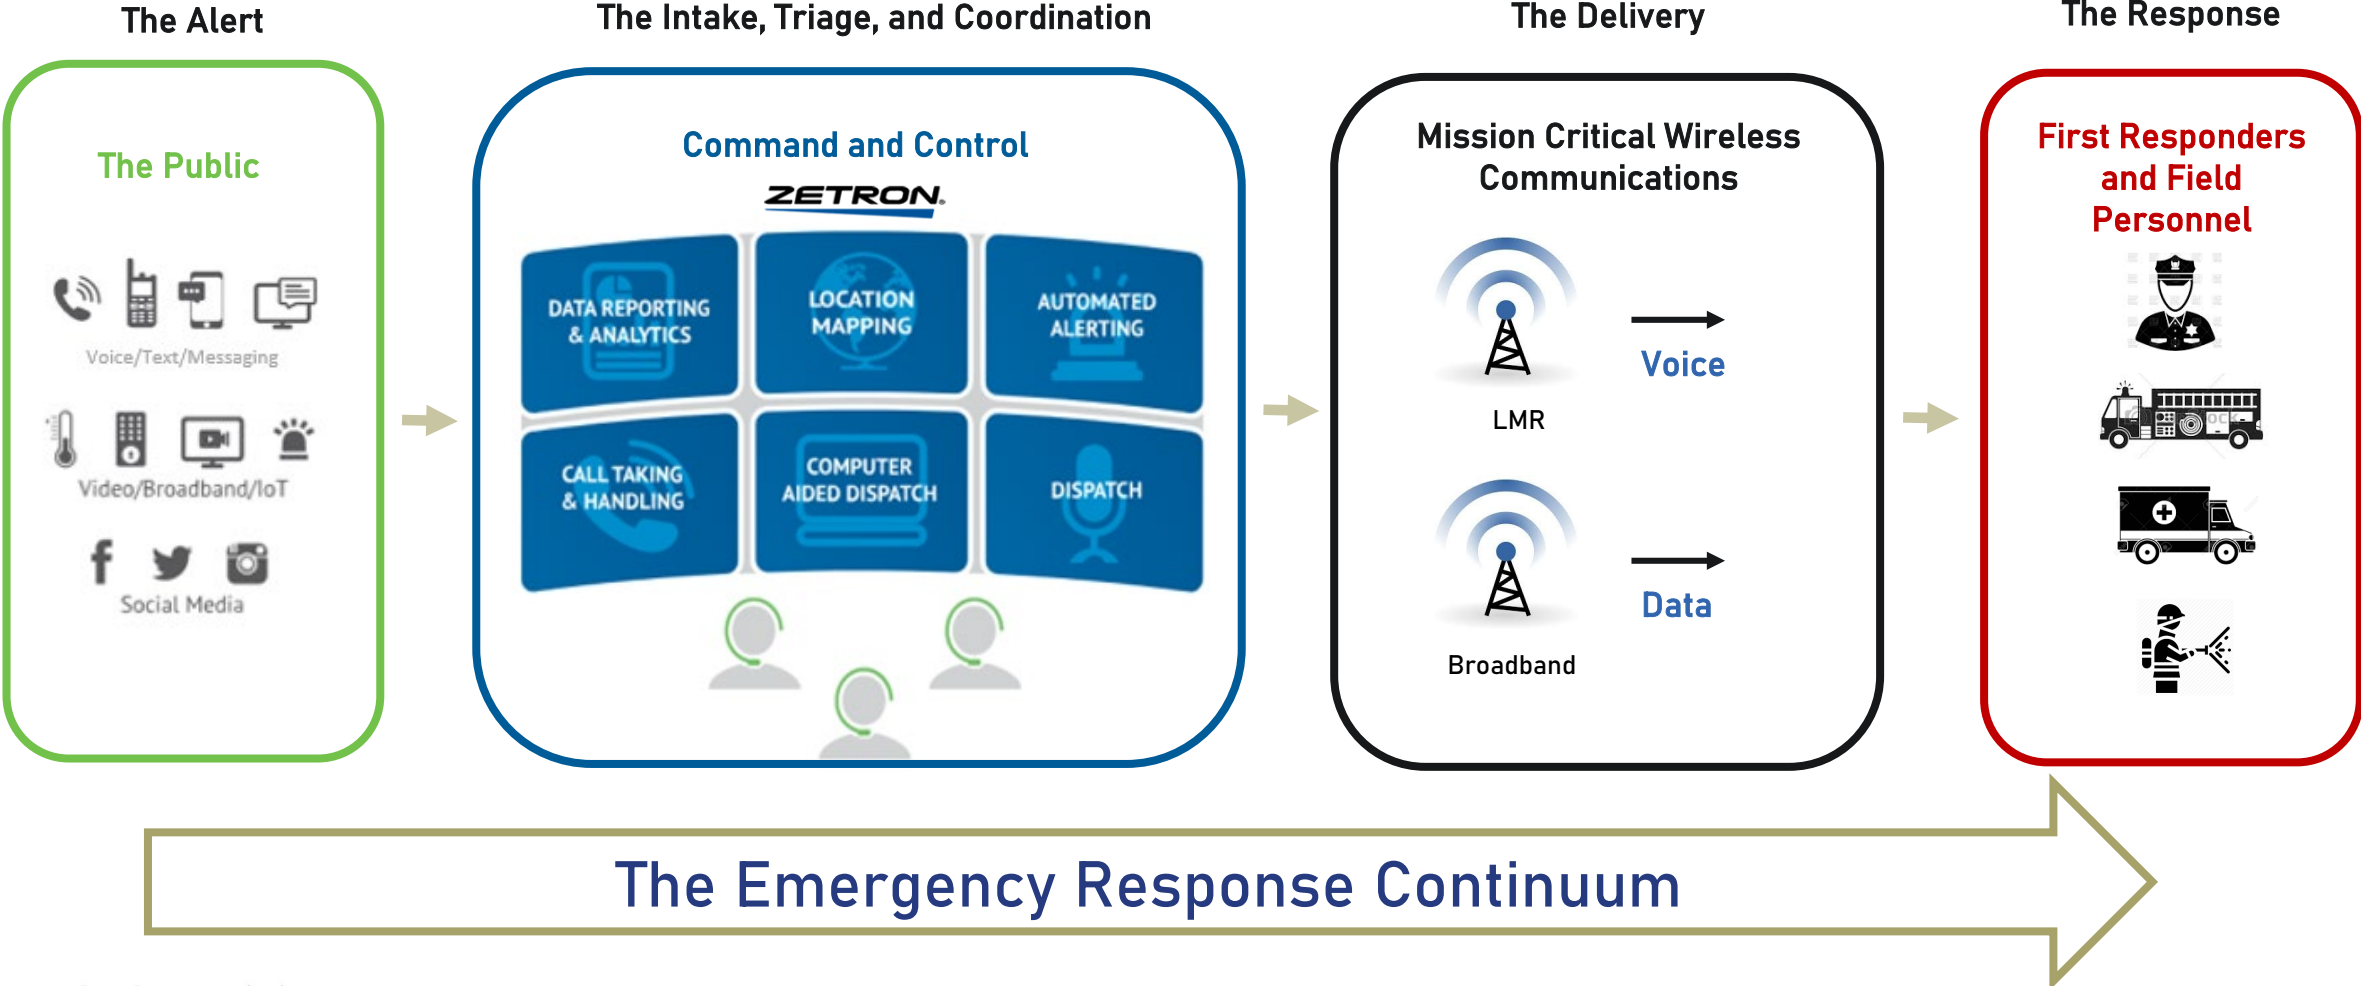 The Alert
The Intake, Triage, and Coordination
The Delivery
The Response
The Public
Voice/Text/Messaging
Video/Broadband/IoT
Social Media
Command and Control
ZETRON®
DATA REPORTING
& ANALYTICS
LOCATION
MAPPING
AUTOMATED
ALERTING
CALL TAKING
& HANDLING
COMPUTER
AIDED DISPATCH
DISPATCH
Mission Critical Wireless
Communications
Voice
LMR
Data
Broadband
First Responders
and Field
Personnel
The Emergency Response Continuum